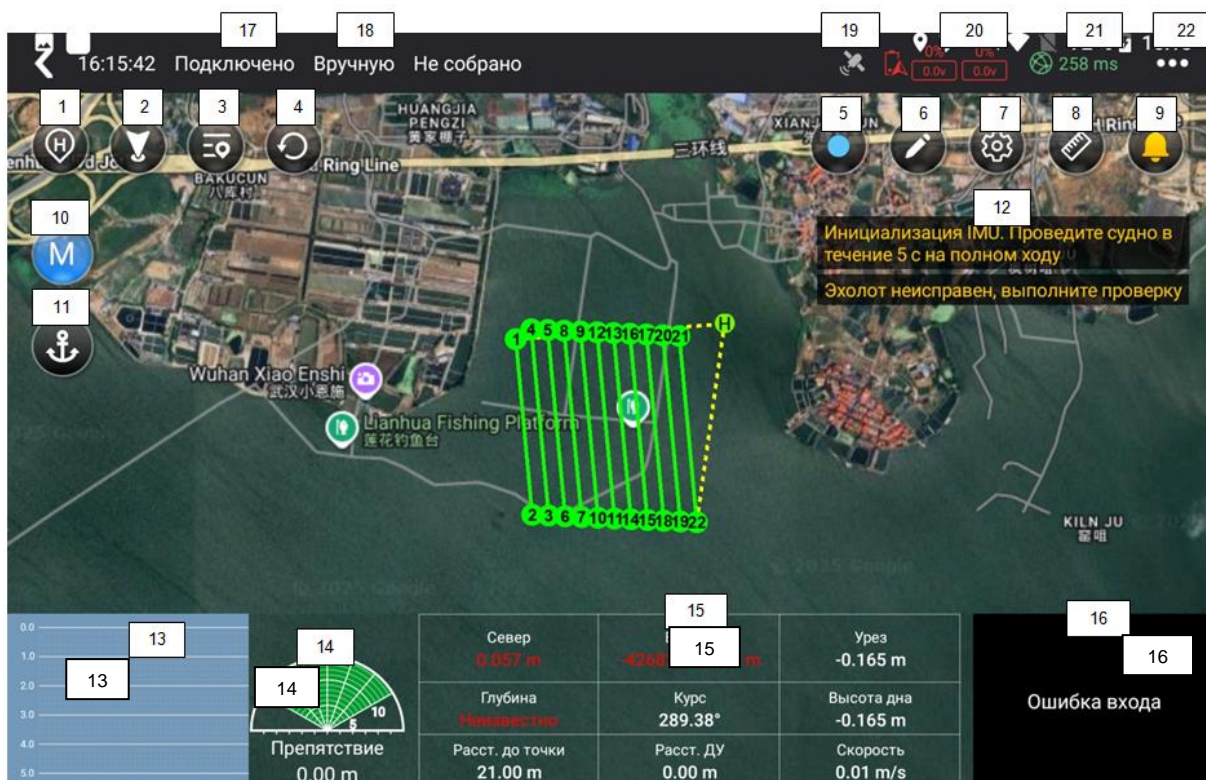 17 18 19 20 21 22
16:15:42 Подключено Вручную Не собрано
0% 0%
0.0v 0.0v 258 ms
1 2 3 4 5 6 7 8 9
HUANGJIA
PENGZI
黄家棚子
三环线
Ring Line
BAKUCUN
八库村
10
M
12
Инициализация IMU. Проведите судно в
течение 5 с на полном ходу
Эхолот неисправен, выполните проверку
11
H
1 4 5 8 9 12 13 16 17 20 21
Wuhan Xiao Enshi
武汉小恩施
Lianhua Fishing Platform
莲花钓鱼台
2 3 6 7 10 11 14 15 18 19 22
KILN JU
窑咀
13
13
0.0
1.0
2.0
3.0
4.0
5.0
14
14
5 10
Препятствие
0.00 m
15
15
Север
0.057 m
Урез
-0.165 m
Глубина
Неизвестно
Курс
289.38°
Высота дна
-0.165 m
Расст. до точки
21.00 m
Расст. ДУ
0.00 m
Скорость
0.01 m/s
16
16
Ошибка входа